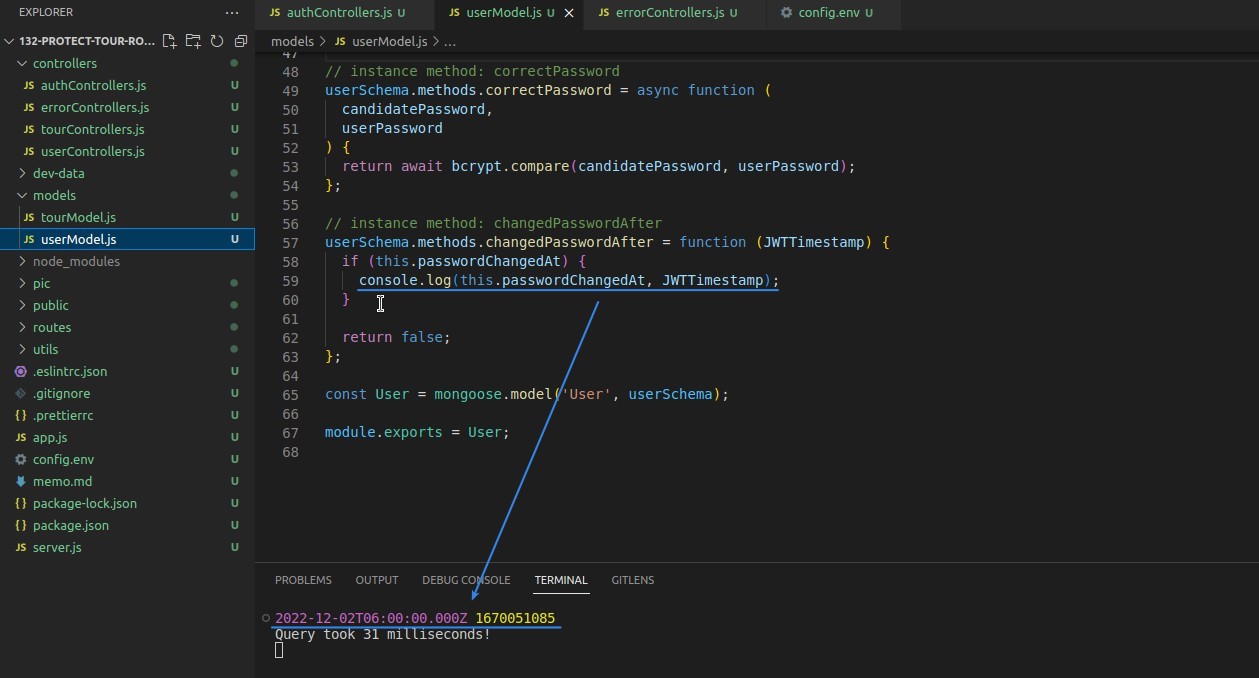 EXPLORER ...
132-PROTECT-TOUR-RO...
controllers
JS authControllers.js U
JS errorControllers.js U
JS tourControllers.js U
JS userControllers.js U
dev-data
models
JS tourModel.js U
JS userModel.js U
node_modules
pic
public
routes
utils
.eslintrc.json U
.gitignore U
{} .prettierrc U
JS app.js U
config.env U
memo.md U
{} package-lock.json U
{} package.json U
JS server.js U
JS authControllers.js U JS userModel.js U JS errorControllers.js U config.env U
models > JS userModel.js > ...
47
48 // instance method: correctPassword
49 userSchema.methods.correctPassword = async function (
50 candidatePassword,
51 userPassword
52 ) {
53 return await bcrypt.compare(candidatePassword, userPassword);
54 };
55
56 // instance method: changedPasswordAfter
57 userSchema.methods.changedPasswordAfter = function (JWTTimestamp) {
58 if (this.passwordChangedAt) {
59 console.log(this.passwordChangedAt, JWTTimestamp);
60 }
61
62 return false;
63 };
64
65 const User = mongoose.model('User', userSchema);
66
67 module.exports = User;
68
PROBLEMS OUTPUT DEBUG CONSOLE TERMINAL GITLENS
2022-12-02T06:00:00.000Z 1670051085
Query took 31 milliseconds!